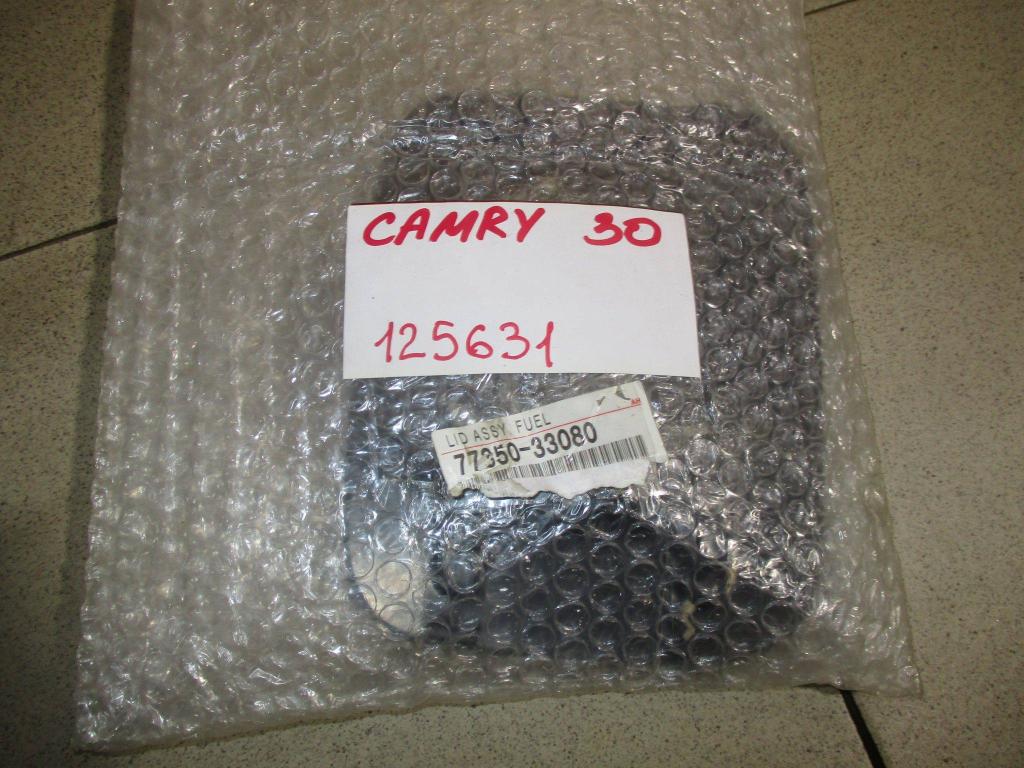 CAMRY 30
125631
LID ASSY, FUEL
77350-33080